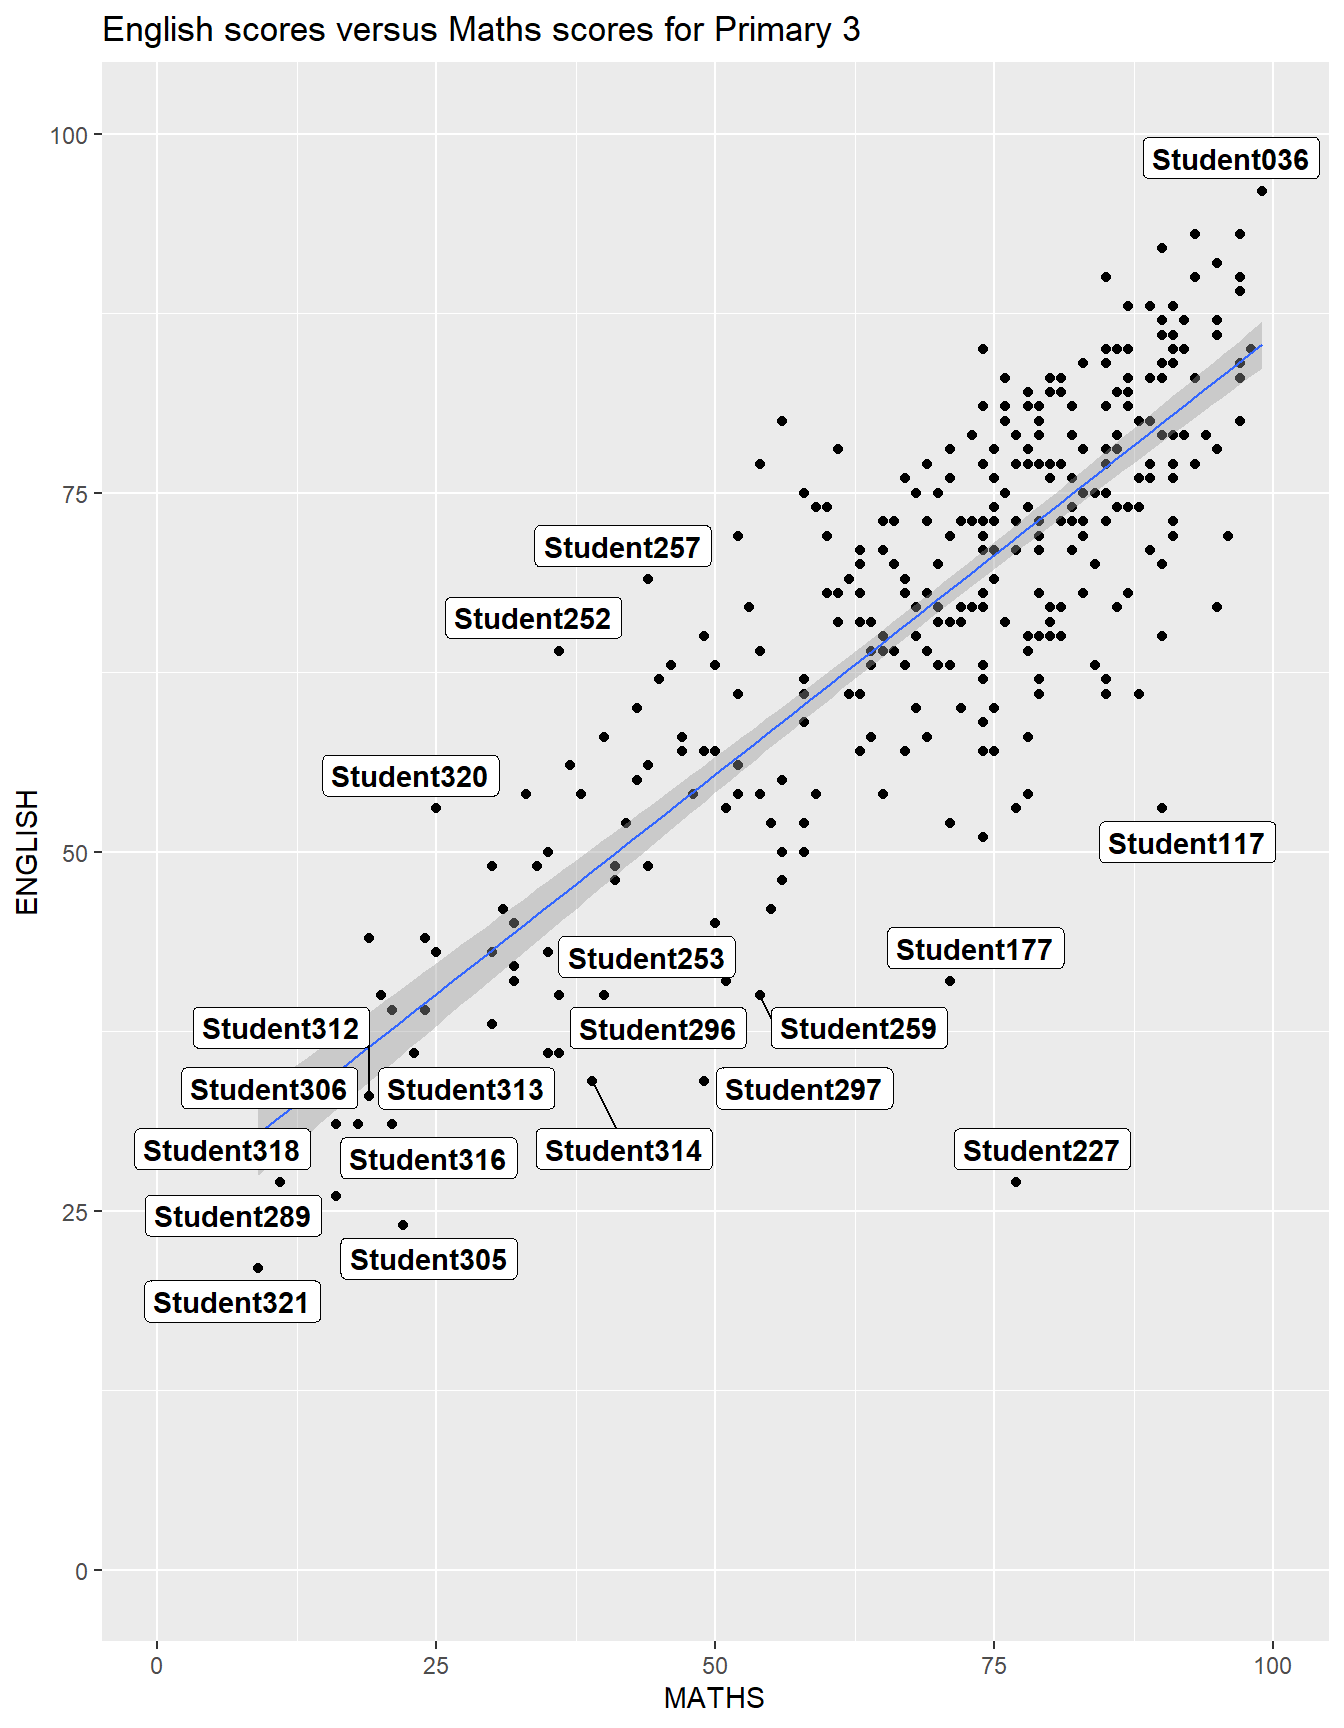 English scores versus Maths scores for Primary 3
100
Student036
75
Student257
Student252
Student320
ENGLISH
50
Student117
Student177
Student253
Student312
Student296
Student259
Student306
Student313
Student297
Student318
Student316
Student314
Student227
25
Student289
Student305
Student321
0
0
25
50
75
100
MATHS